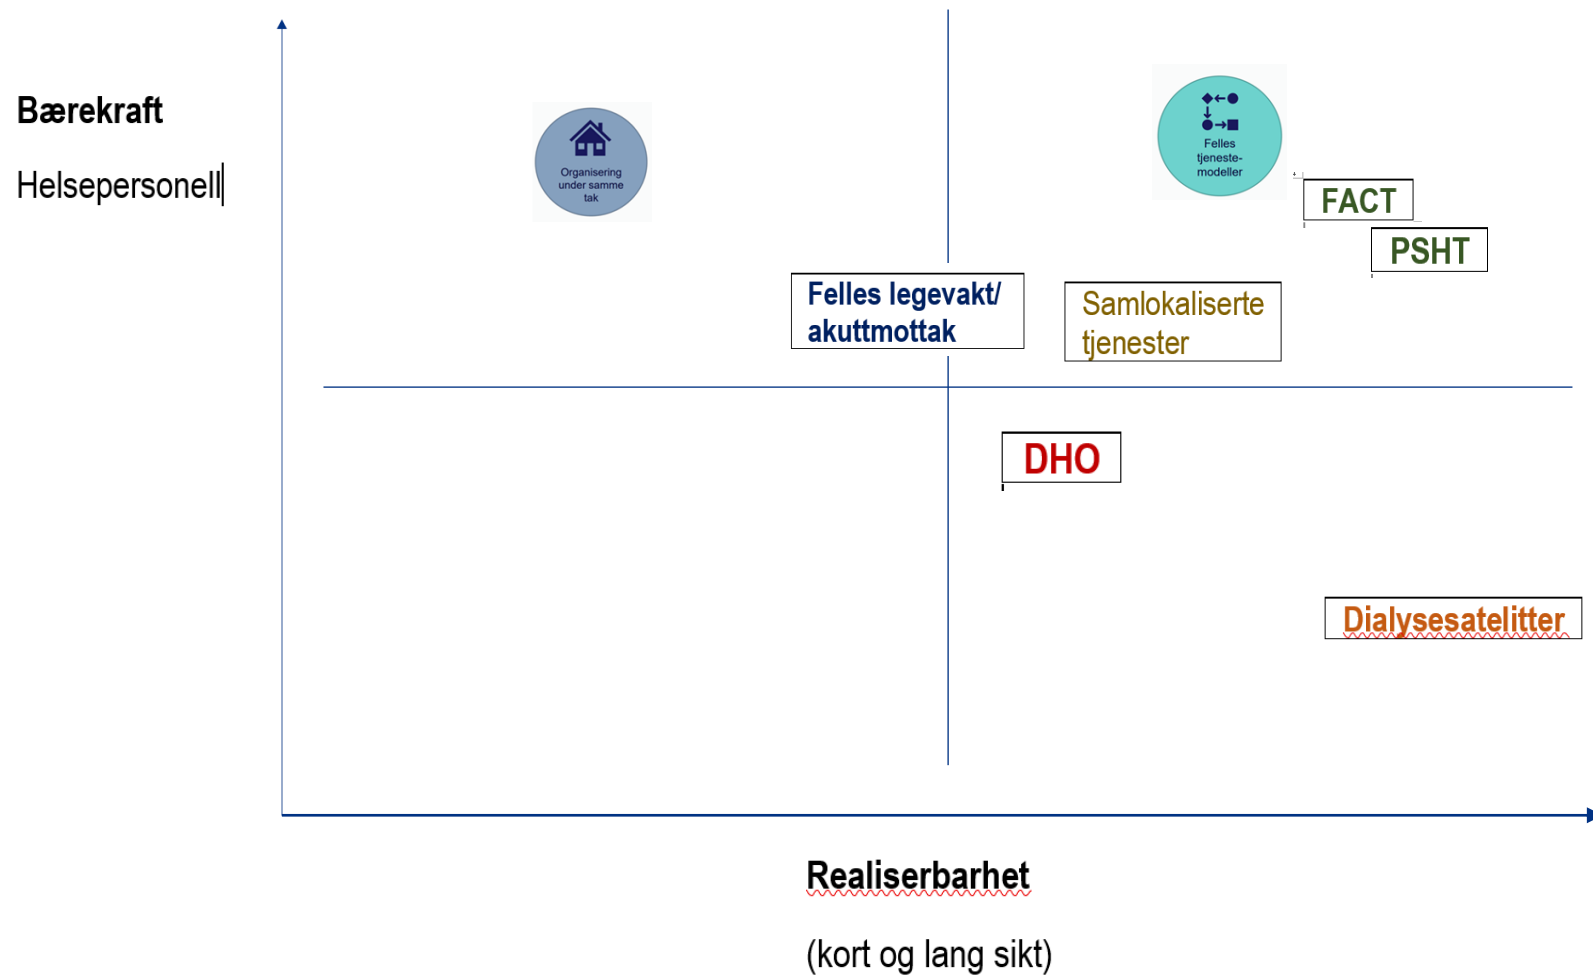 Bærekraft
Helsepersonell
Organisering
under samme
tak
Felles
tjeneste-
modeller
FACT
PSHT
Felles legevakt/
akuttmottak
Samlokaliserte
tjenester
DHO
Dialysesatelitter
Realiserbarhet
(kort og lang sikt)